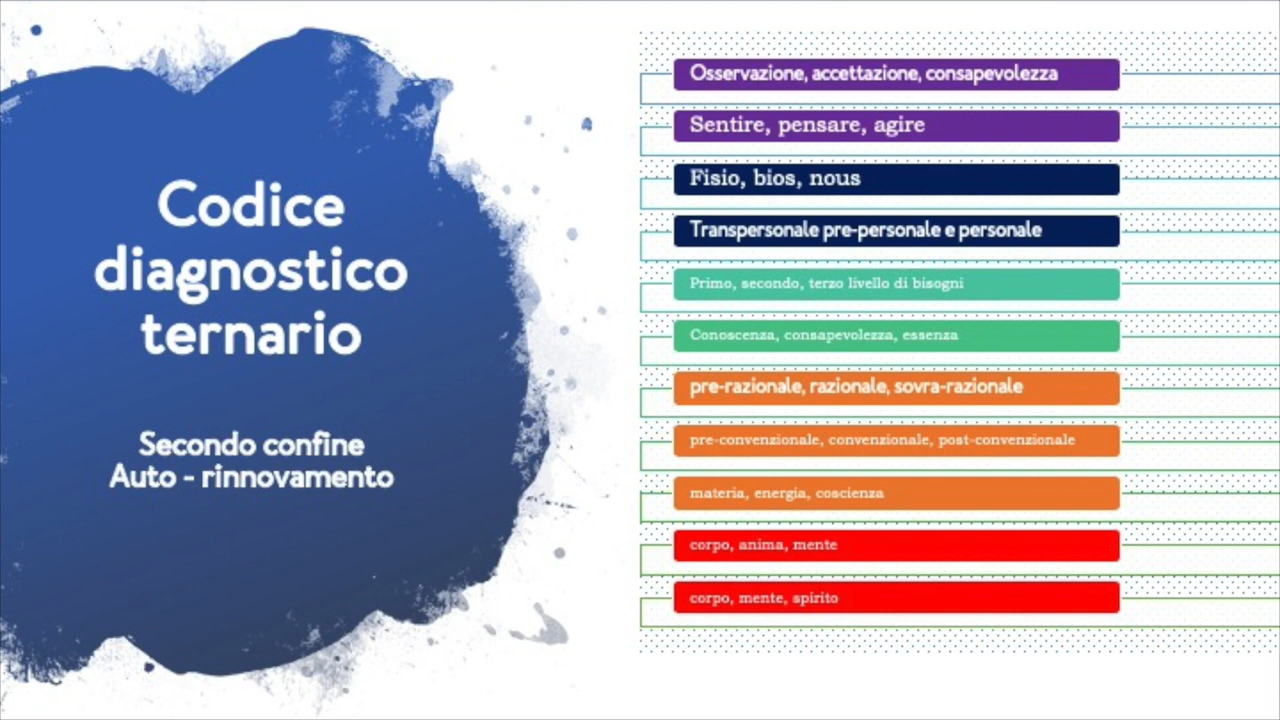 Codice
diagnostico
ternario
Secondo confine
Auto - rinnovamento
Osservazione, accettazione, consapevolezza
Sentire, pensare, agire
Fisio, bios, nous
Transpersonale pre-personale e personale
Primo, secondo, terzo livello di bisogni
Conoscenza, consapevolezza, essenza
pre-razionale, razionale, sovra-razionale
pre-convenzionale, convenzionale, post-convenzionale
materia, energia, coscienza
corpo, anima, mente
corpo, mente, spirito